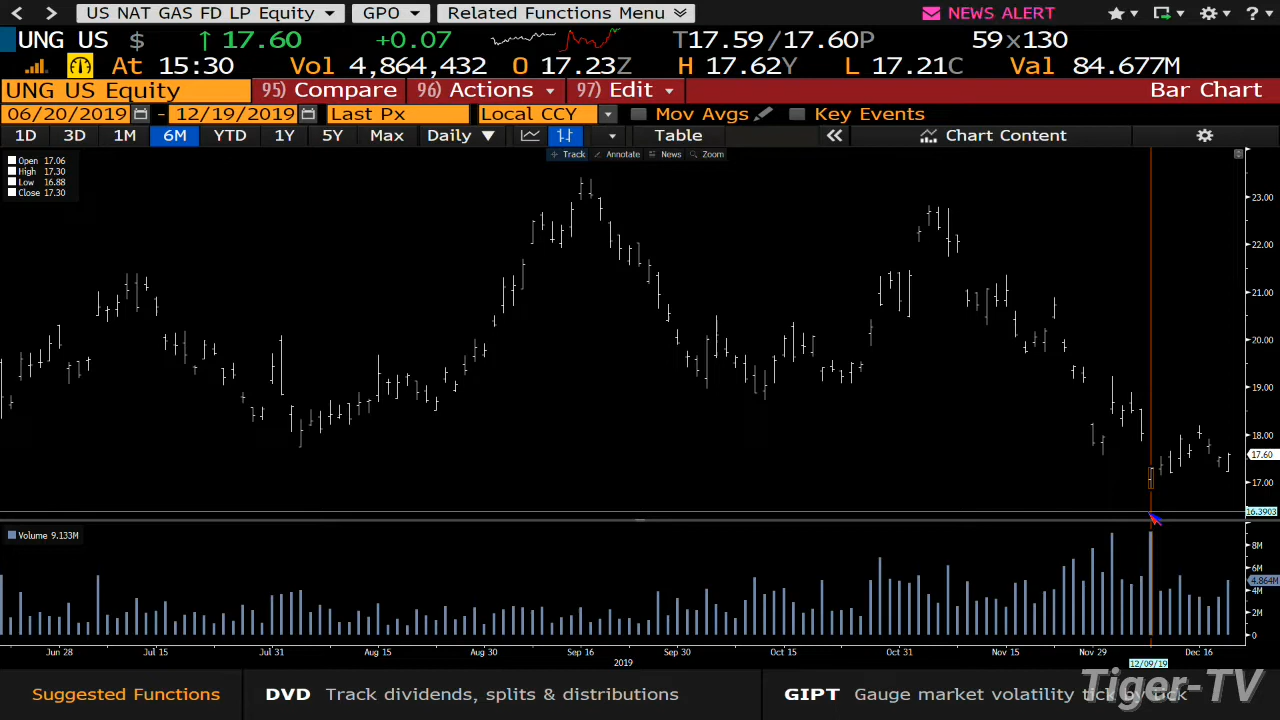 US NAT GAS FD LP Equity GPO Related Functions Menu NEWS ALERT ?
UNG US $ ↑ 17.60 +0.07 T17.59/17.60P 59x130
At 15:30 Vol 4,864,432 O 17.23Z H 17.62Y L 17.21C Val 84.677M
UNG US Equity 95) Compare 96) Actions 97) Edit Bar Chart
06/20/2019 - 12/19/2019 Last Px Local CCY Mov Avgs Key Events
1D 3D 1M 6M YTD 1Y 5Y Max Daily ▼ Table « Chart Content
Track Annotate News Zoom
Open 17.06
High 17.30
Low 16.88
Close 17.30
23.00
22.00
21.00
20.00
19.00
18.00
17.60
17.00
16.3903
Volume 9.133M
8M
6M
4.864M
4M
2M
0
Jun 28 Jul 15 Jul 31 Aug 15 Aug 30 Sep 16 Sep 30 Oct 15 Oct 31 Nov 15 Nov 29 Dec 16
2019 12/09/19
Suggested Functions DVD Track dividends, splits & distributions GIPT Gauge market volatility tick by tick
Tiger-TV